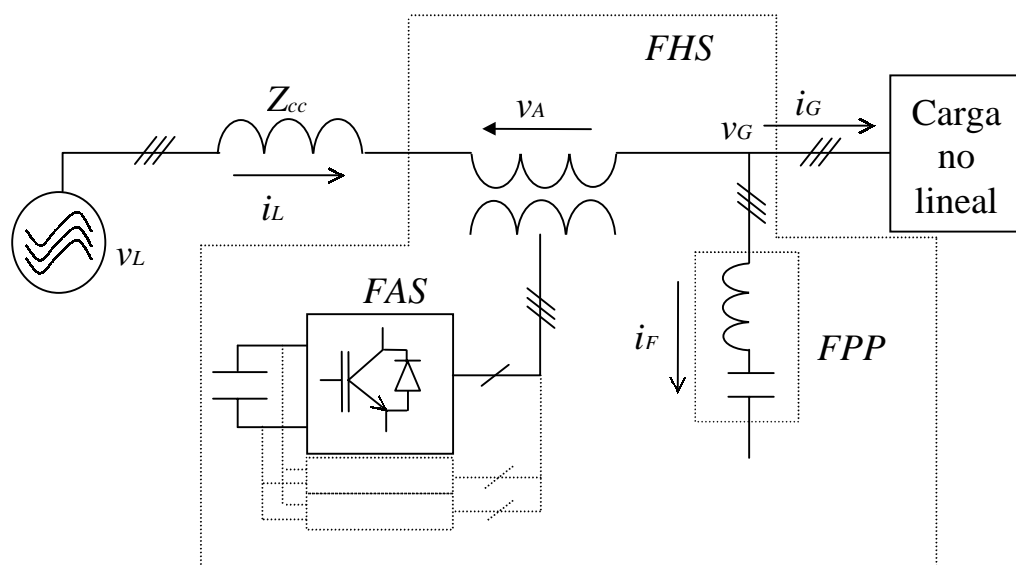 FHS
Zcc
vA
iG
vG
Carga
no
lineal
iL
vL
FAS
iF
FPP